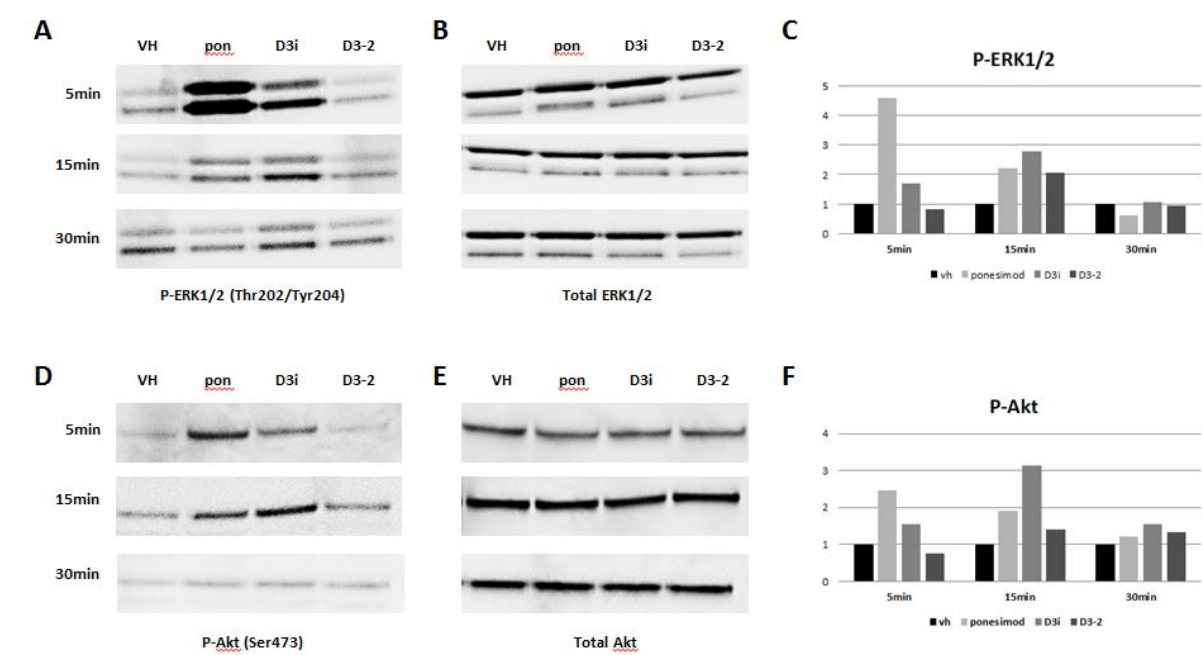 A
VH pon D3i D3-2
5min
15min
30min
P-ERK1/2 (Thr202/Tyr204)
B
VH pon D3i D3-2
Total ERK1/2
C
P-ERK1/2
5
4
3
2
1
0
5min 15min 30min
vh ponesimod D3i D3-2
D
VH pon D3i D3-2
5min
15min
30min
P-Akt (Ser473)
E
VH pon D3i D3-2
Total Akt
F
P-Akt
4
3
2
1
0
5min 15min 30min
vh ponesimod D3i D3-2